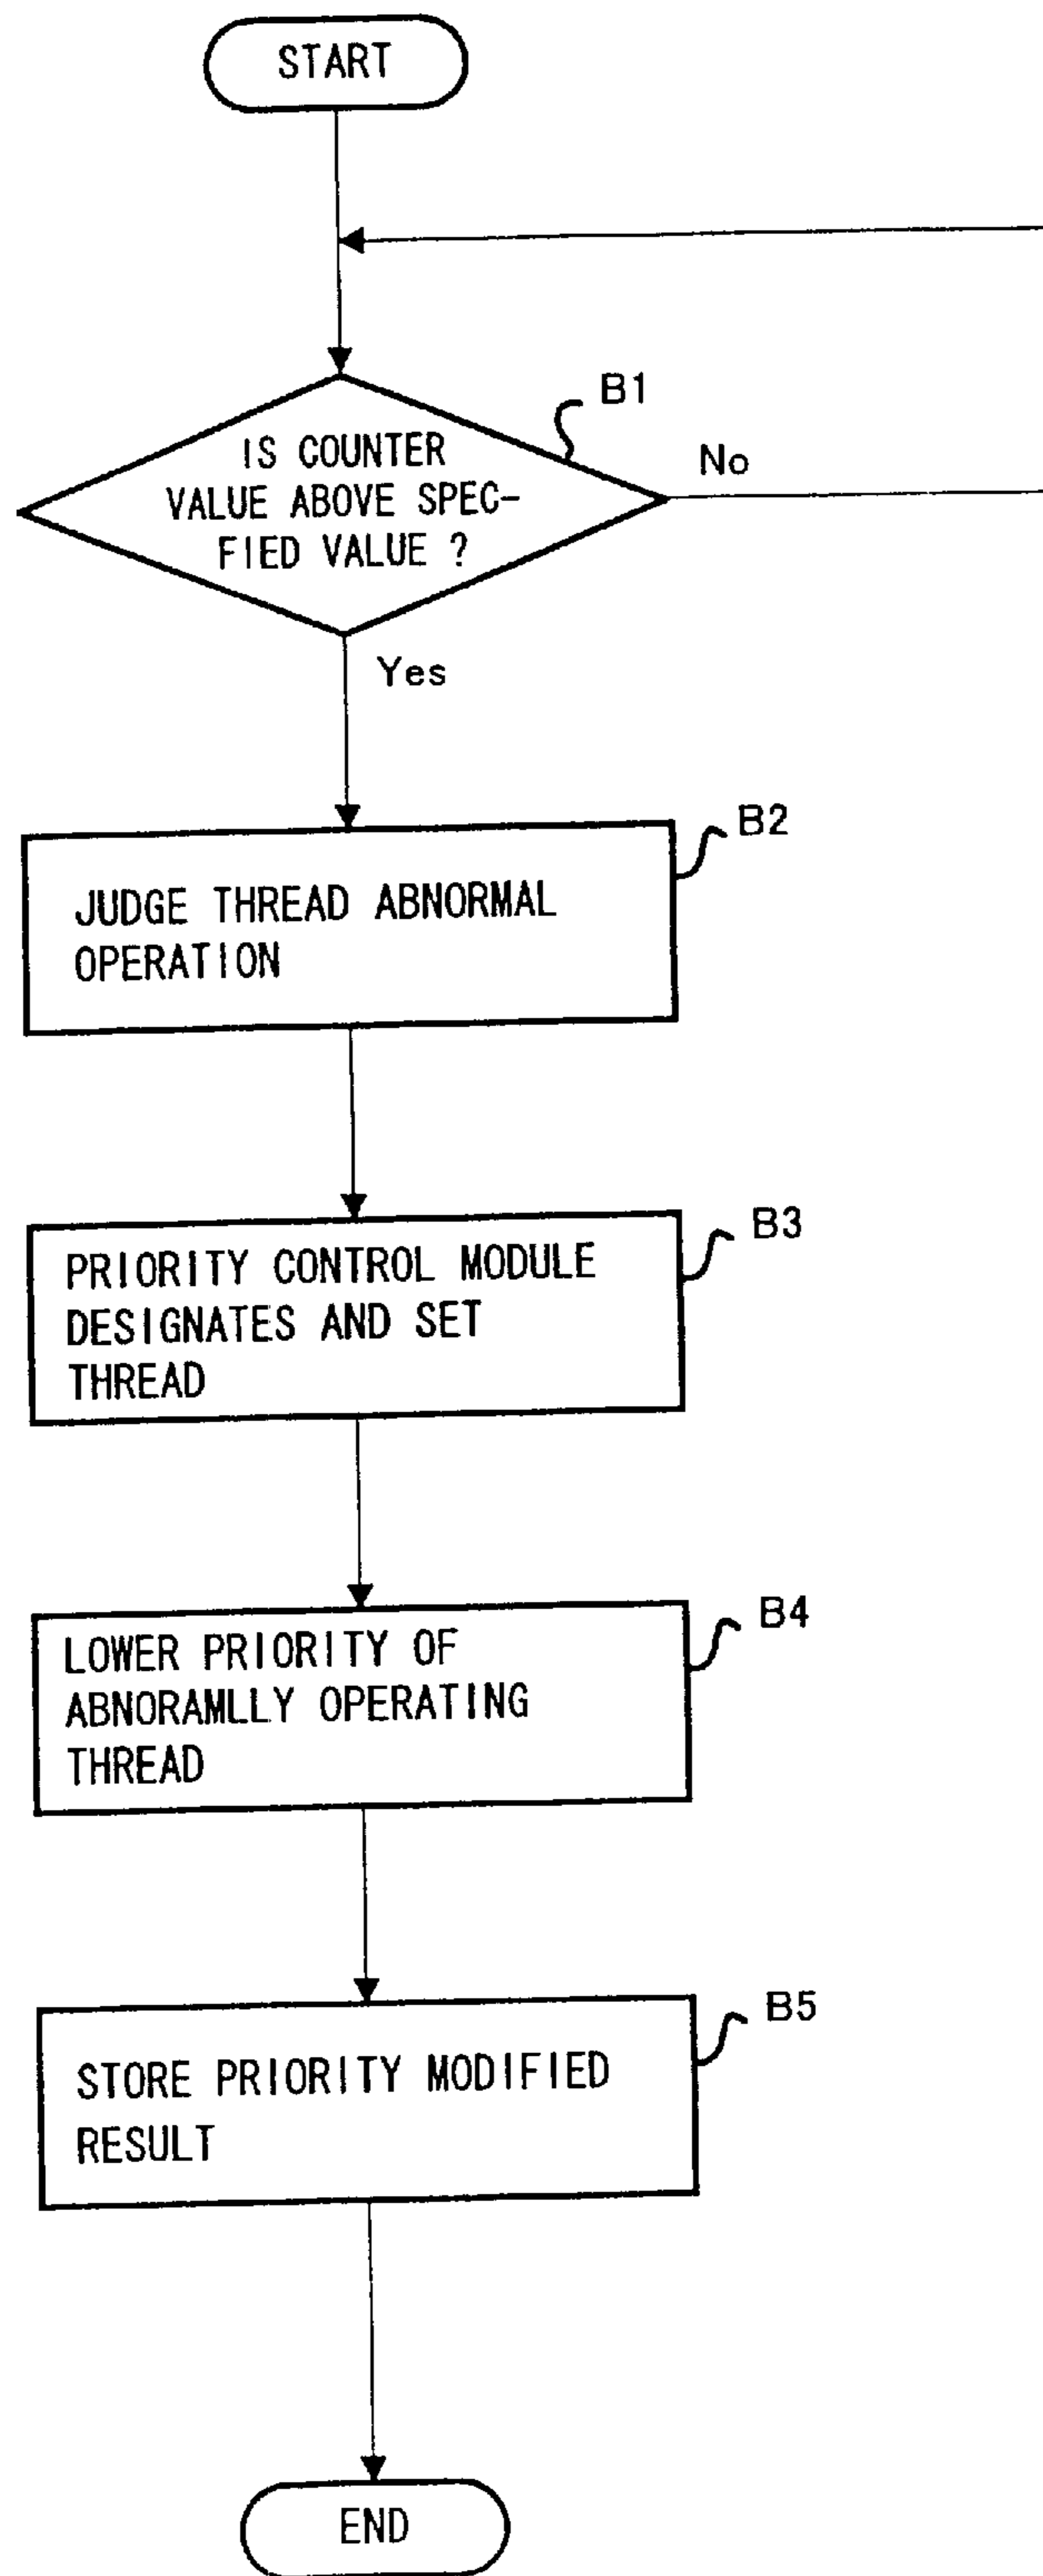 START
B1
IS COUNTER
VALUE ABOVE SPEC-
FIED VALUE ?
No
Yes
B2
JUDGE THREAD ABNORMAL
OPERATION
B3
PRIORITY CONTROL MODULE
DESIGNATES AND SET
THREAD
B4
LOWER PRIORITY OF
ABNORAMLLY OPERATING
THREAD
B5
STORE PRIORITY MODIFIED
RESULT
END